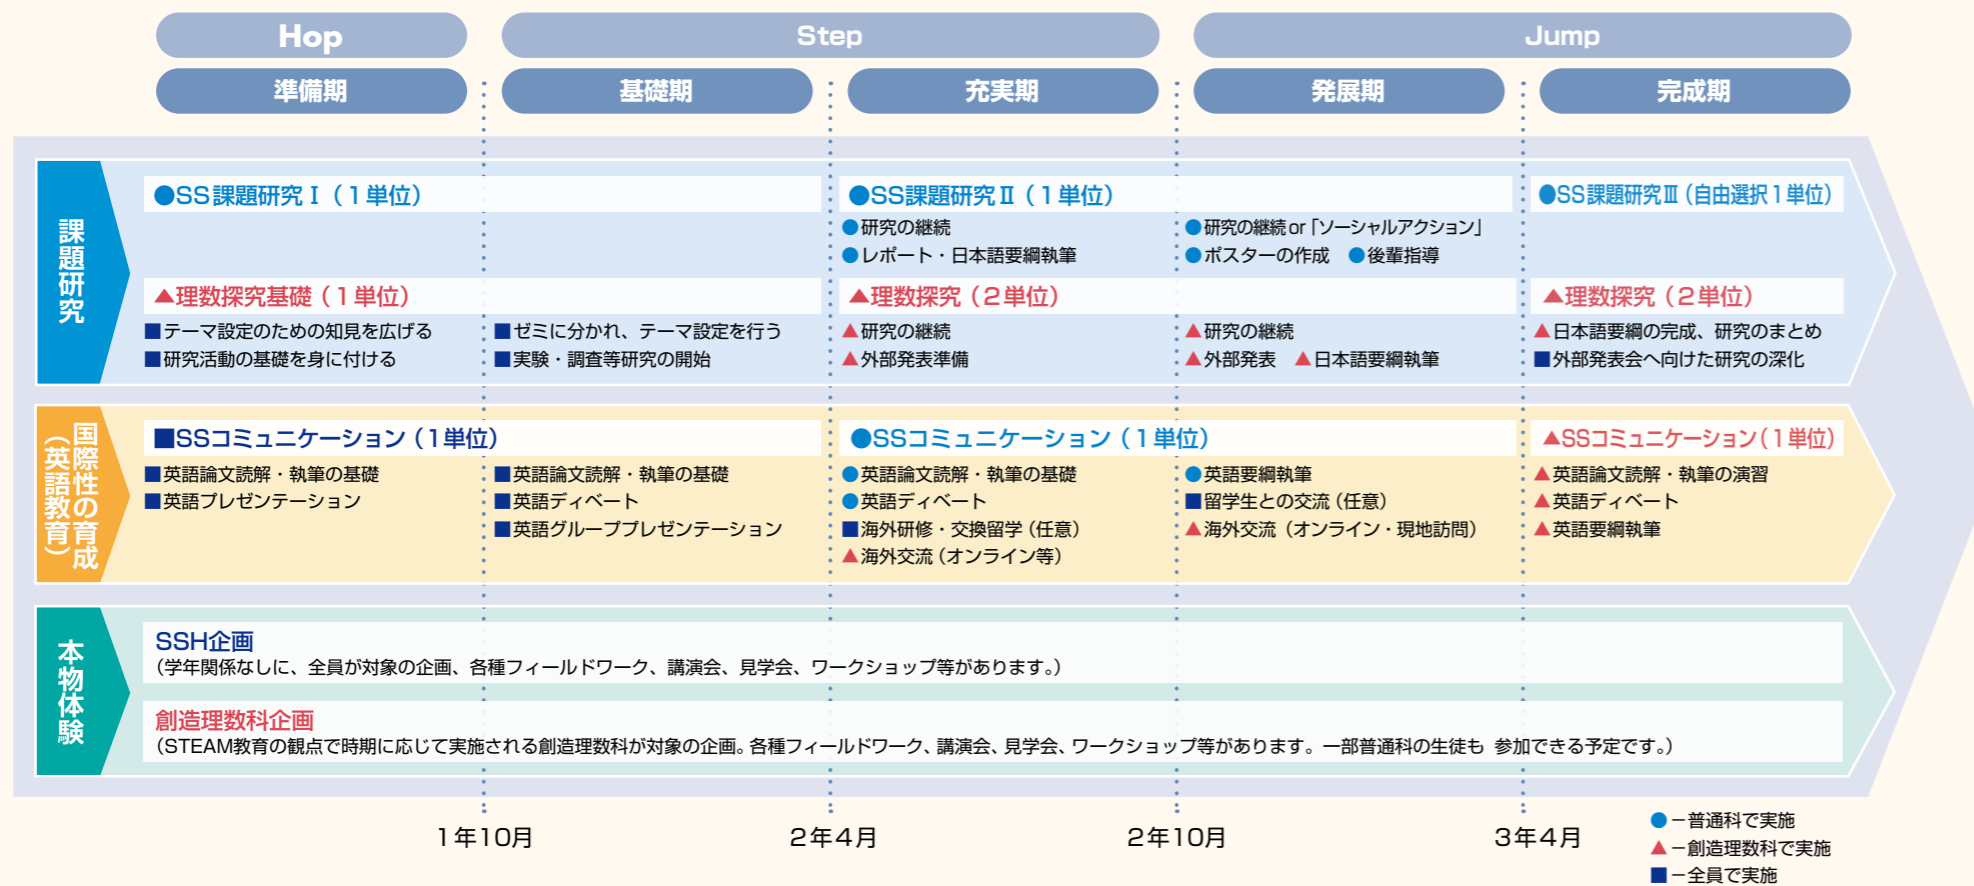 Hop
Step
Jump
準備期
基礎期
充実期
発展期
完成期
課題研究
●SS課題研究Ⅰ（1単位）
●SS課題研究Ⅱ（1単位）
●研究の継続
●レポート・日本語要綱執筆
●研究の継続or「ソーシャルアクション」
●ポスターの作成 ●後輩指導
●SS課題研究Ⅲ（自由選択1単位）
▲理数探究基礎（1単位）
■テーマ設定のための知見を広げる
■研究活動の基礎を身に付ける
■ゼミに分かれ、テーマ設定を行う
■実験・調査等研究の開始
▲理数探究（2単位）
▲研究の継続
▲外部発表準備
▲研究の継続
▲外部発表 ▲日本語要綱執筆
▲理数探究（2単位）
▲日本語要綱の完成、研究のまとめ
■外部発表会へ向けた研究の深化
国際性の育成
（英語教育）
■SSコミュニケーション（1単位）
■英語論文読解・執筆の基礎
■英語プレゼンテーション
■英語論文読解・執筆の基礎
■英語ディベート
■英語グループプレゼンテーション
●SSコミュニケーション（1単位）
●英語論文読解・執筆の基礎
●英語ディベート
■海外研修・交換留学（任意）
▲海外交流（オンライン等）
●英語要綱執筆
■留学生との交流（任意）
▲海外交流（オンライン・現地訪問）
▲SSコミュニケーション（1単位）
▲英語論文読解・執筆の演習
▲英語ディベート
▲英語要綱執筆
本物体験
SSH企画
（学年関係なしに、全員が対象の企画、各種フィールドワーク、講演会、見学会、ワークショップ等があります。）
創造理数科企画
（STEAM教育の観点で時期に応じて実施される創造理数科が対象の企画。各種フィールドワーク、講演会、見学会、ワークショップ等があります。一部普通科の生徒も 参加できる予定です。）
1年10月
2年4月
2年10月
3年4月
●－普通科で実施
▲－創造理数科で実施
■－全員で実施